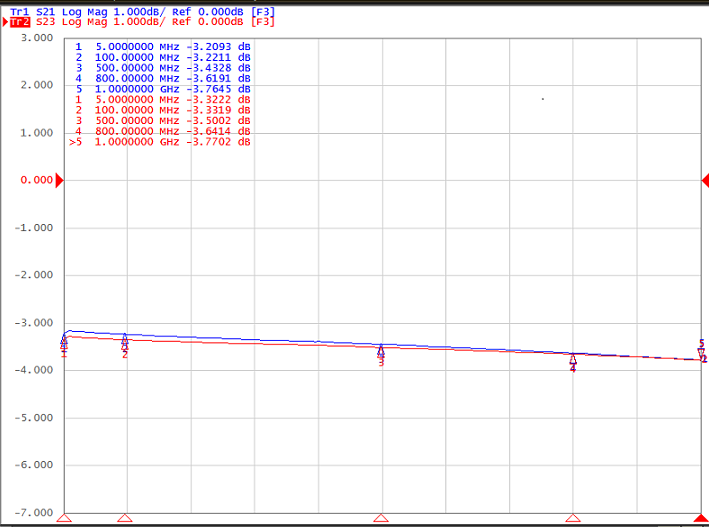 Tr1 S21 Log Mag 1.000dB/ Ref 0.000dB [F3]
Tr2 S23 Log Mag 1.000dB/ Ref 0.000dB [F3]
3.000
2.000
1.000
0.000
-1.000
-2.000
-3.000
-4.000
-5.000
-6.000
-7.000
1 5.0000000 MHz -3.2093 dB
2 100.00000 MHz -3.2211 dB
3 500.00000 MHz -3.4328 dB
4 800.00000 MHz -3.6191 dB
5 1.0000000 GHz -3.7645 dB
1 5.0000000 MHz -3.3222 dB
2 100.00000 MHz -3.3319 dB
3 500.00000 MHz -3.5002 dB
4 800.00000 MHz -3.6414 dB
>5 1.0000000 GHz -3.7702 dB
1
2
3
4
5